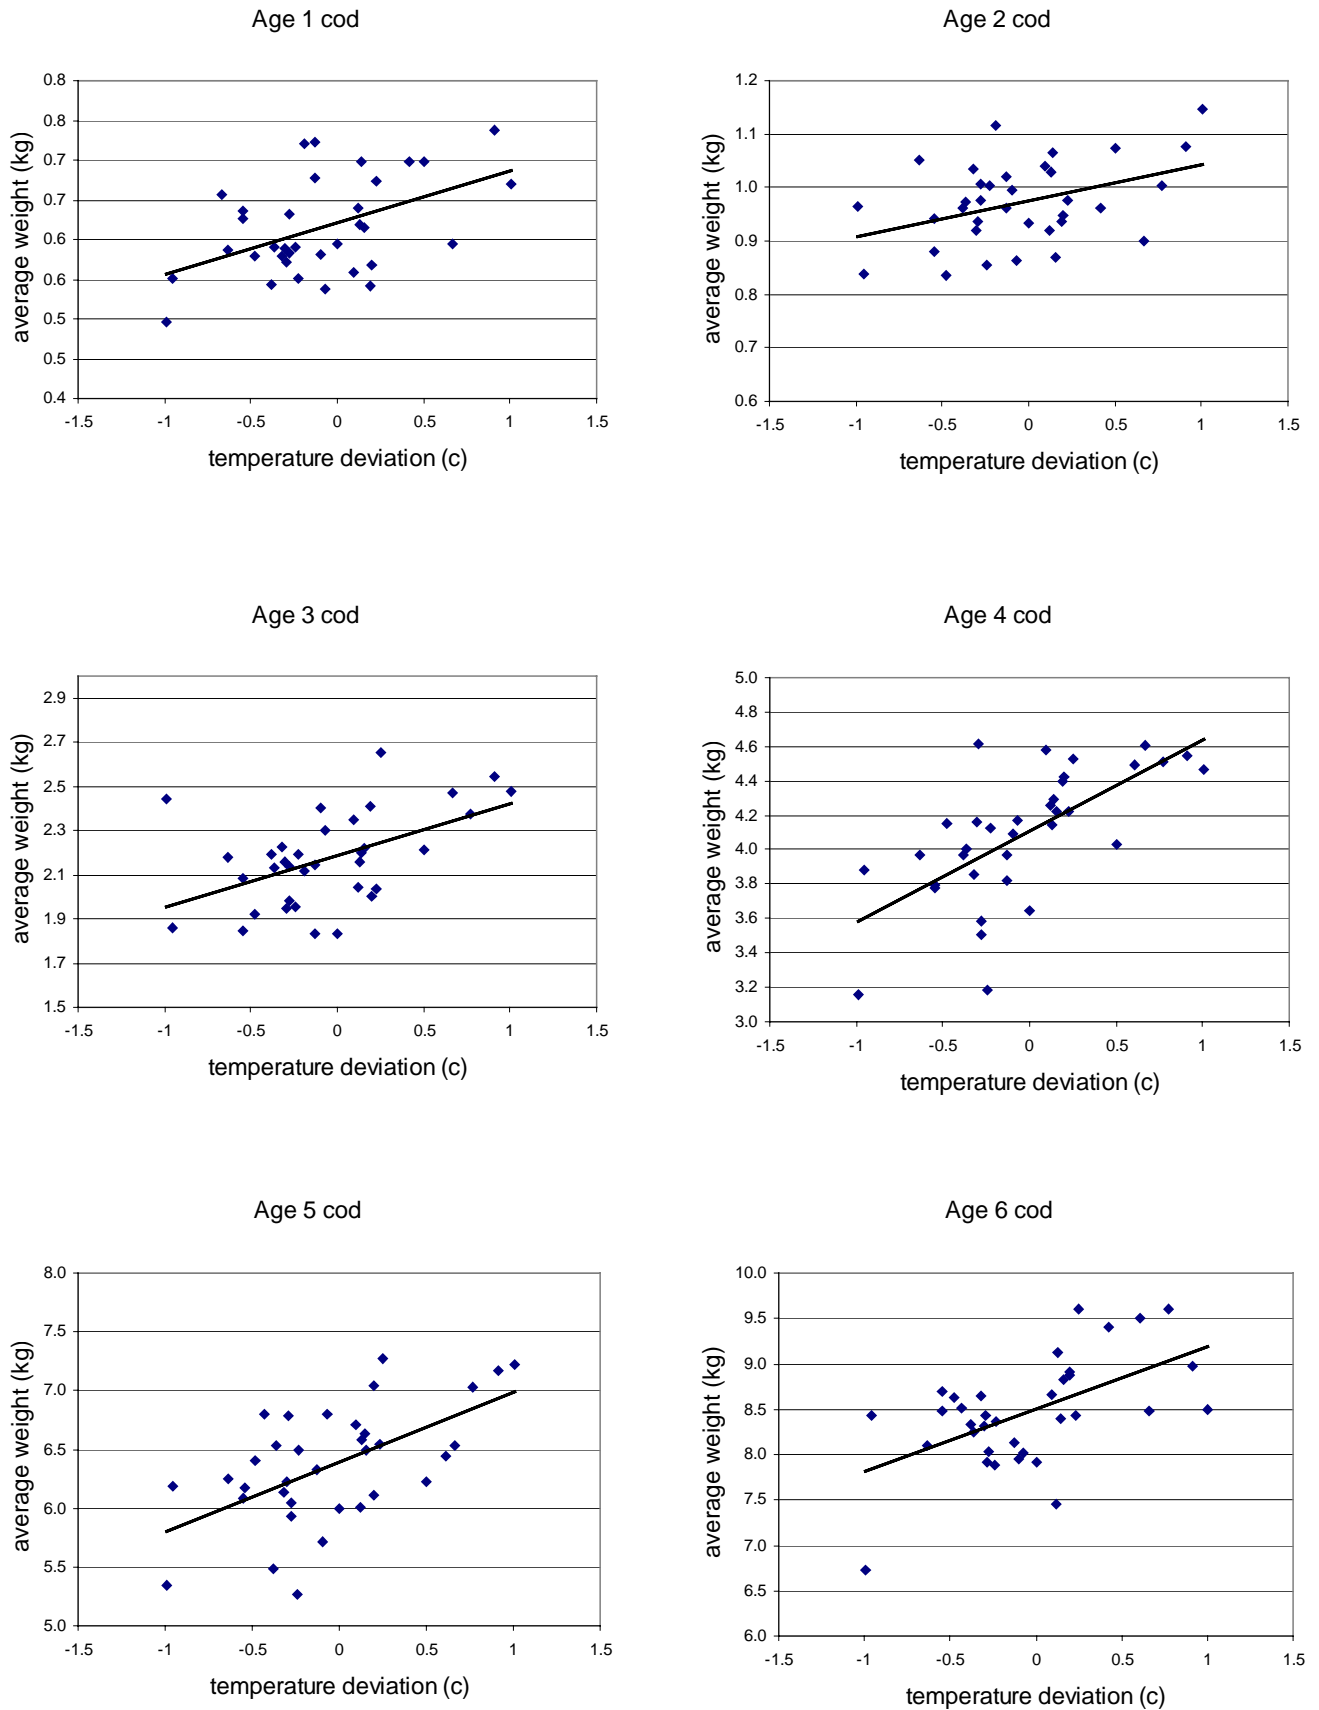 Age 1 cod
0.8
0.8
0.7
0.7
0.6
0.6
0.5
0.5
0.4
average weight (kg)
-1.5 -1 -0.5 0 0.5 1 1.5
temperature deviation (c)
Age 2 cod
1.2
1.1
1.0
0.9
0.8
0.7
0.6
average weight (kg)
-1.5 -1 -0.5 0 0.5 1 1.5
temperature deviation (c)
Age 3 cod
2.9
2.7
2.5
2.3
2.1
1.9
1.7
1.5
average weight (kg)
-1.5 -1 -0.5 0 0.5 1 1.5
temperature deviation (c)
Age 4 cod
5.0
4.8
4.6
4.4
4.2
4.0
3.8
3.6
3.4
3.2
3.0
average weight (kg)
-1.5 -1 -0.5 0 0.5 1 1.5
temperature deviation (c)
Age 5 cod
8.0
7.5
7.0
6.5
6.0
5.5
5.0
average weight (kg)
-1.5 -1 -0.5 0 0.5 1 1.5
temperature deviation (c)
Age 6 cod
10.0
9.5
9.0
8.5
8.0
7.5
7.0
6.5
6.0
average weight (kg)
-1.5 -1 -0.5 0 0.5 1 1.5
temperature deviation (c)